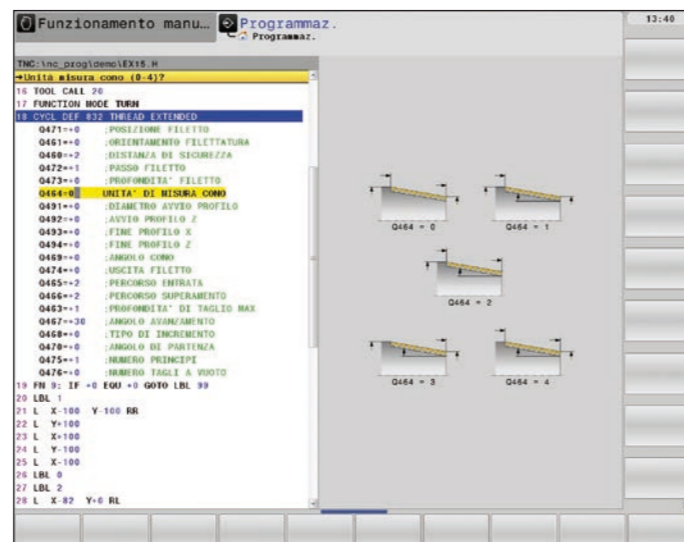 Funzionamento manu…
Programmaz.
Programmaz.
13:40
TNC:\nc_prog\demo\EX15.H
→Unità misura cono (0-4)?
16 TOOL CALL 20
17 FUNCTION MODE TURN
18 CYCL DEF 832 THREAD EXTENDED
Q471=+0 ;POSIZIONE FILETTO
Q461=+0 ;ORIENTAMENTO FILETTATURA
Q460=+2 ;DISTANZA DI SICUREZZA
Q472=+1 ;PASSO FILETTO
Q473=+0 ;PROFONDITA' FILETTO
Q464=0 UNITA' DI MISURA CONO
Q491=+0 ;DIAMETRO AVVIO PROFILO
Q492=+0 ;AVVIO PROFILO Z
Q493=+0 ;FINE PROFILO X
Q494=+0 ;FINE PROFILO Z
Q469=+0 ;ANGOLO CONO
Q474=+0 ;USCITA FILETTO
Q465=+2 ;PERCORSO ENTRATA
Q466=+2 ;PERCORSO SUPERAMENTO
Q463=+1 ;PROFONDITA' DI TAGLIO MAX
Q467=+30 ;ANGOLO AVANZAMENTO
Q468=+0 ;TIPO DI INCREMENTO
Q470=+0 ;ANGOLO DI PARTENZA
Q475=+1 ;NUMERO PRINCIPI
Q476=+0 ;NUMERO TAGLI A VUOTO
19 FN 9: IF +0 EQU +0 GOTO LBL 99
20 LBL 1
21 L X-100 Y-100 RR
22 L Y+100
23 L X+100
24 L Y-100
25 L X-100
26 LBL 0
27 LBL 2
28 L X-82 Y+0 RL
Q464 = 0
Q464 = 1
Q464 = 2
Q464 = 3
Q464 = 4